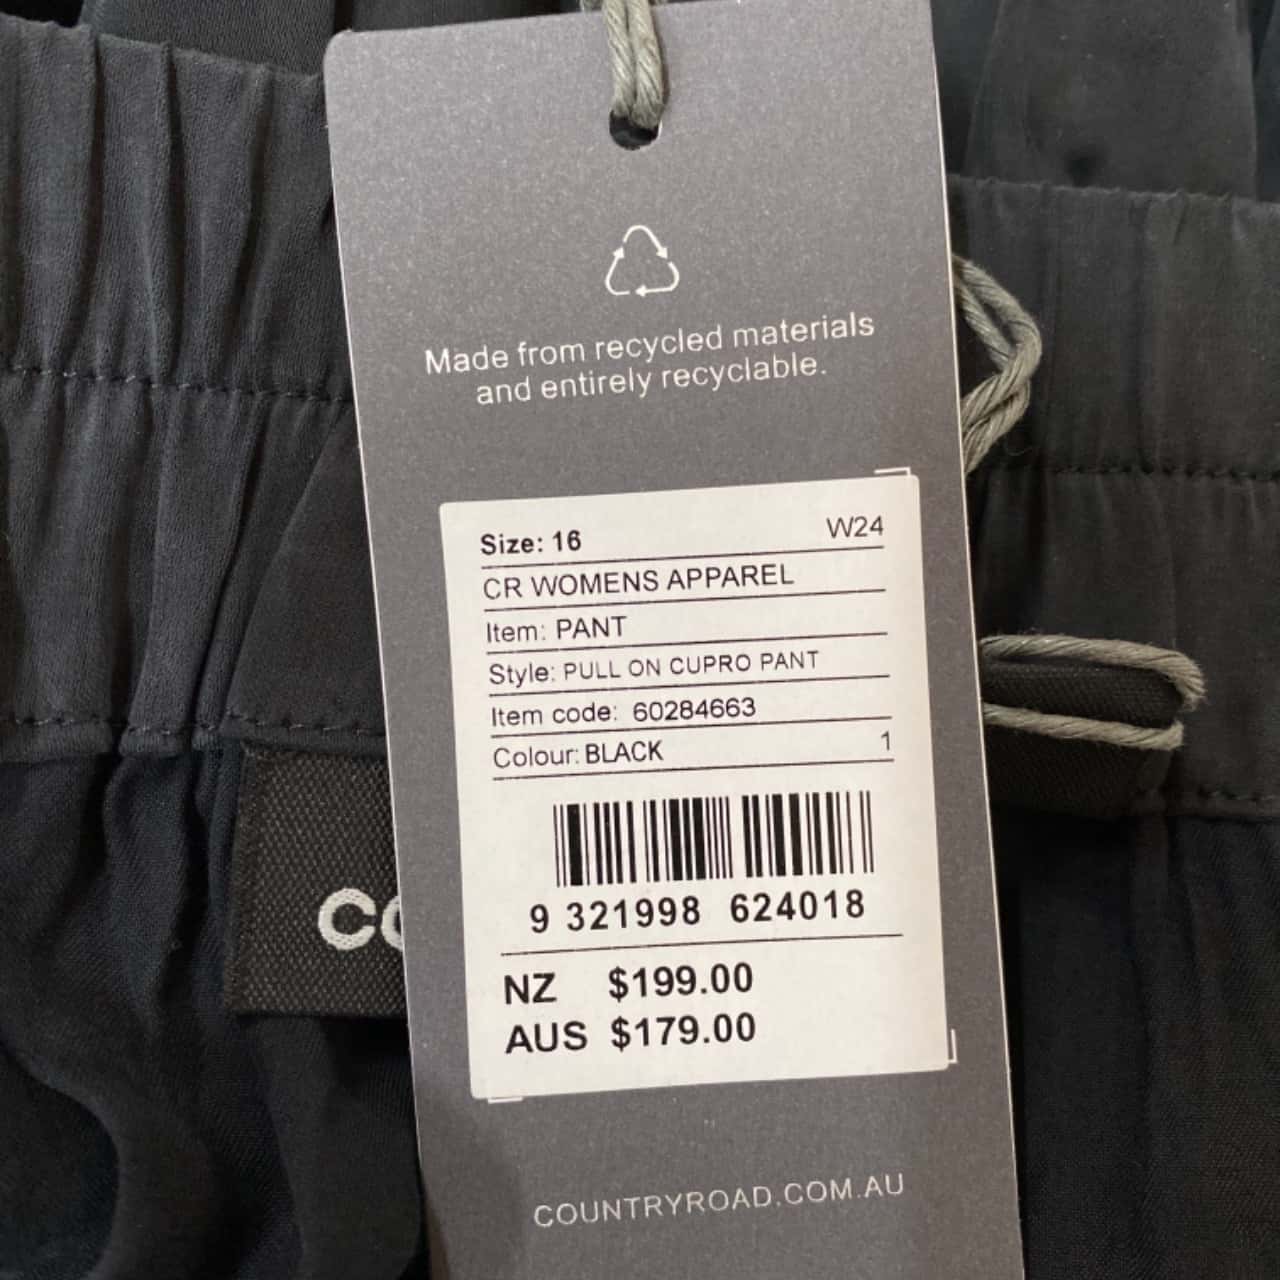 Made from recycled materials
and entirely recyclable.
Size: 16 W24
CR WOMENS APPAREL
Item: PANT
Style: PULL ON CUPRO PANT
Item code: 60284663
Colour: BLACK 1
9 321998 624018
NZ $199.00
AUS $179.00
COUNTRYROAD.COM.AU